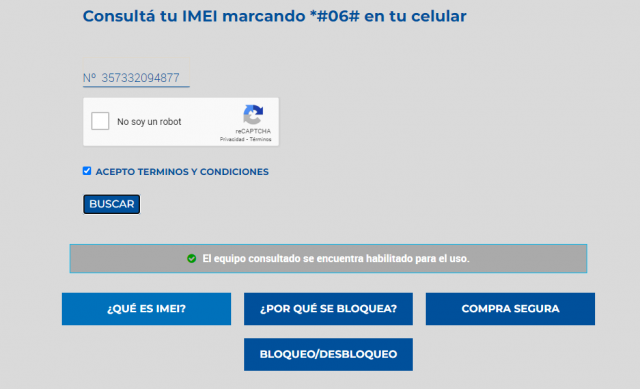 Consultá tu IMEI marcando *#06# en tu celular
Nº 357332094877
No soy un robot
reCAPTCHA
Privacidad - Términos
ACEPTO TERMINOS Y CONDICIONES
BUSCAR
El equipo consultado se encuentra habilitado para el uso.
¿QUÉ ES IMEI?
¿POR QUÉ SE BLOQUEA?
COMPRA SEGURA
BLOQUEO/DESBLOQUEO